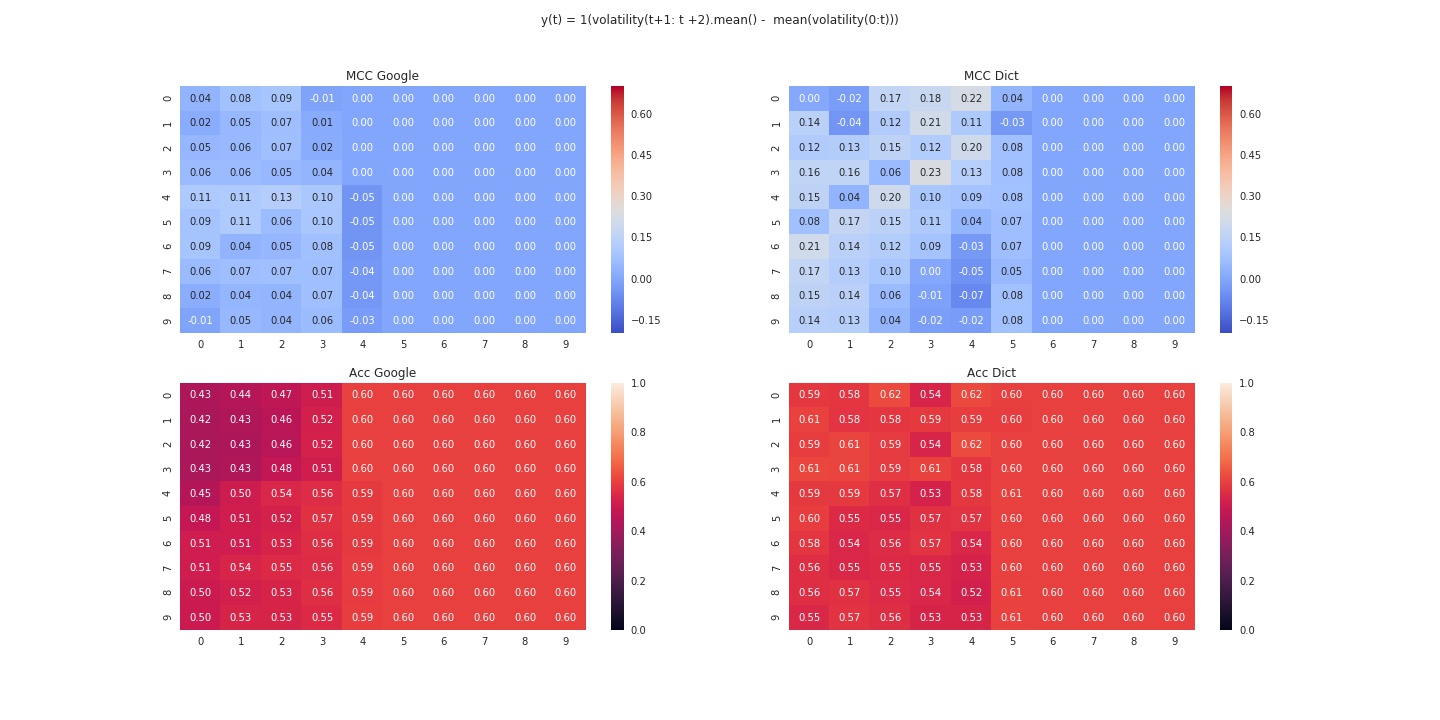 y(t) = 1(volatility(t+1: t +2).mean() - mean(volatility(0:t)))
MCC Google
0 0.04 0.08 0.09 -0.01 0.00 0.00 0.00 0.00 0.00 0.00
1 0.02 0.05 0.07 0.01 0.00 0.00 0.00 0.00 0.00 0.00
2 0.05 0.06 0.07 0.02 0.00 0.00 0.00 0.00 0.00 0.00
3 0.06 0.06 0.05 0.04 0.00 0.00 0.00 0.00 0.00 0.00
4 0.11 0.11 0.13 0.10 -0.05 0.00 0.00 0.00 0.00 0.00
5 0.09 0.11 0.06 0.10 -0.05 0.00 0.00 0.00 0.00 0.00
6 0.09 0.04 0.05 0.08 -0.05 0.00 0.00 0.00 0.00 0.00
7 0.06 0.07 0.07 0.07 -0.04 0.00 0.00 0.00 0.00 0.00
8 0.02 0.04 0.04 0.07 -0.04 0.00 0.00 0.00 0.00 0.00
9 -0.01 0.05 0.04 0.06 -0.03 0.00 0.00 0.00 0.00 0.00
0 1 2 3 4 5 6 7 8 9
0.60
0.45
0.30
0.15
0.00
−0.15
MCC Dict
0 0.00 -0.02 0.17 0.18 0.22 0.04 0.00 0.00 0.00 0.00
1 0.14 -0.04 0.12 0.21 0.11 -0.03 0.00 0.00 0.00 0.00
2 0.12 0.13 0.15 0.12 0.20 0.08 0.00 0.00 0.00 0.00
3 0.16 0.16 0.06 0.23 0.13 0.08 0.00 0.00 0.00 0.00
4 0.15 0.04 0.20 0.10 0.09 0.08 0.00 0.00 0.00 0.00
5 0.08 0.17 0.15 0.11 0.04 0.07 0.00 0.00 0.00 0.00
6 0.21 0.14 0.12 0.09 -0.03 0.07 0.00 0.00 0.00 0.00
7 0.17 0.13 0.10 0.00 -0.05 0.05 0.00 0.00 0.00 0.00
8 0.15 0.14 0.06 -0.01 -0.07 0.08 0.00 0.00 0.00 0.00
9 0.14 0.13 0.04 -0.02 -0.02 0.08 0.00 0.00 0.00 0.00
0 1 2 3 4 5 6 7 8 9
0.60
0.45
0.30
0.15
0.00
−0.15
Acc Google
0 0.43 0.44 0.47 0.51 0.60 0.60 0.60 0.60 0.60 0.60
1 0.42 0.43 0.46 0.52 0.60 0.60 0.60 0.60 0.60 0.60
2 0.42 0.43 0.46 0.52 0.60 0.60 0.60 0.60 0.60 0.60
3 0.43 0.43 0.48 0.51 0.60 0.60 0.60 0.60 0.60 0.60
4 0.45 0.50 0.54 0.56 0.59 0.60 0.60 0.60 0.60 0.60
5 0.48 0.51 0.52 0.57 0.59 0.60 0.60 0.60 0.60 0.60
6 0.51 0.51 0.53 0.56 0.59 0.60 0.60 0.60 0.60 0.60
7 0.51 0.54 0.55 0.56 0.59 0.60 0.60 0.60 0.60 0.60
8 0.50 0.52 0.53 0.56 0.59 0.60 0.60 0.60 0.60 0.60
9 0.50 0.53 0.53 0.55 0.59 0.60 0.60 0.60 0.60 0.60
0 1 2 3 4 5 6 7 8 9
1.0
0.8
0.6
0.4
0.2
0.0
Acc Dict
0 0.59 0.58 0.62 0.54 0.62 0.60 0.60 0.60 0.60 0.60
1 0.61 0.58 0.58 0.59 0.59 0.60 0.60 0.60 0.60 0.60
2 0.59 0.61 0.59 0.54 0.62 0.60 0.60 0.60 0.60 0.60
3 0.61 0.61 0.59 0.61 0.58 0.60 0.60 0.60 0.60 0.60
4 0.59 0.59 0.57 0.53 0.58 0.61 0.60 0.60 0.60 0.60
5 0.60 0.55 0.55 0.57 0.57 0.60 0.60 0.60 0.60 0.60
6 0.58 0.54 0.56 0.57 0.54 0.60 0.60 0.60 0.60 0.60
7 0.56 0.55 0.55 0.55 0.53 0.60 0.60 0.60 0.60 0.60
8 0.56 0.57 0.55 0.54 0.52 0.61 0.60 0.60 0.60 0.60
9 0.55 0.57 0.56 0.53 0.53 0.61 0.60 0.60 0.60 0.60
0 1 2 3 4 5 6 7 8 9
1.0
0.8
0.6
0.4
0.2
0.0